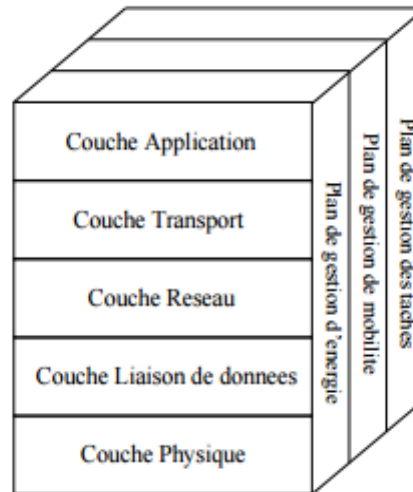 Couche Application
Couche Transport
Couche Reseau
Couche Liaison de donnees
Couche Physique
Plan de gestion d'energie
Plan de gestion de mobilite
Plan de gestion des taches